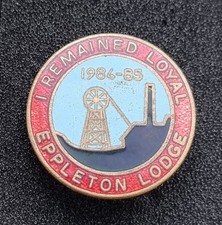 I REMAINED LOYAL
1984-85
EPPLETON LODGE